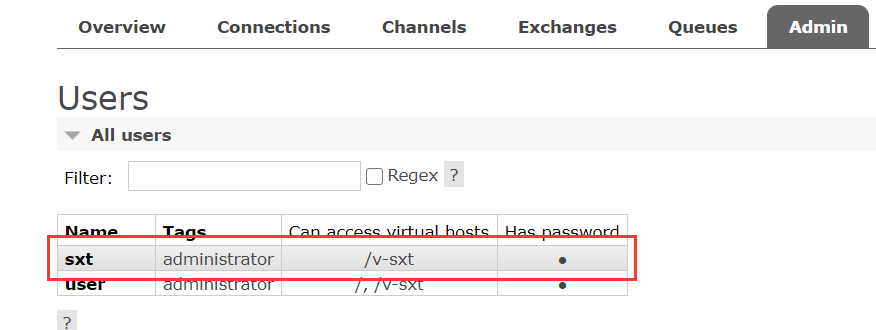 Overview Connections Channels Exchanges Queues Admin
Users
All users
Filter: Regex ?
Name Tags Can access virtual hosts Has password
sxt administrator /v-sxt ●
user administrator /, /v-sxt ●
?